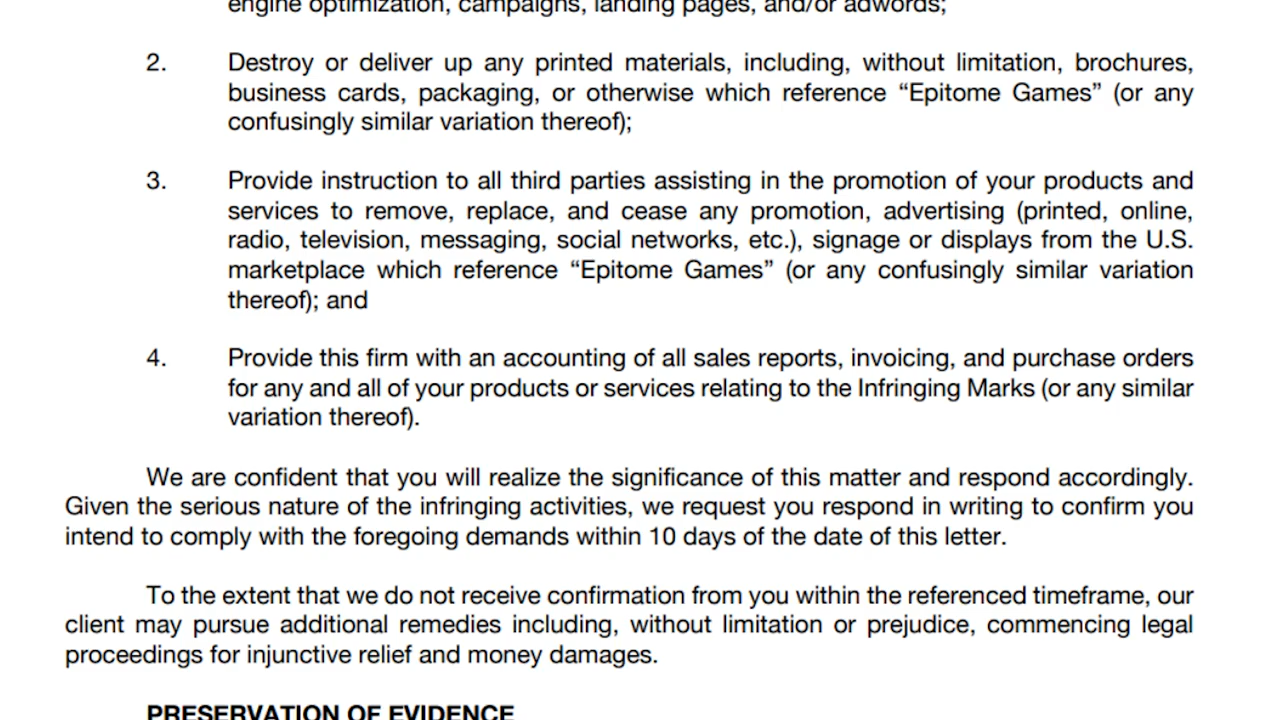 engine optimization, campaigns, landing pages, and/or adwords;
2. Destroy or deliver up any printed materials, including, without limitation, brochures,
business cards, packaging, or otherwise which reference “Epitome Games” (or any
confusingly similar variation thereof);
3. Provide instruction to all third parties assisting in the promotion of your products and
services to remove, replace, and cease any promotion, advertising (printed, online,
radio, television, messaging, social networks, etc.), signage or displays from the U.S.
marketplace which reference “Epitome Games” (or any confusingly similar variation
thereof); and
4. Provide this firm with an accounting of all sales reports, invoicing, and purchase orders
for any and all of your products or services relating to the Infringing Marks (or any similar
variation thereof).
We are confident that you will realize the significance of this matter and respond accordingly.
Given the serious nature of the infringing activities, we request you respond in writing to confirm you
intend to comply with the foregoing demands within 10 days of the date of this letter.
To the extent that we do not receive confirmation from you within the referenced timeframe, our
client may pursue additional remedies including, without limitation or prejudice, commencing legal
proceedings for injunctive relief and money damages.
PRESERVATION OF EVIDENCE